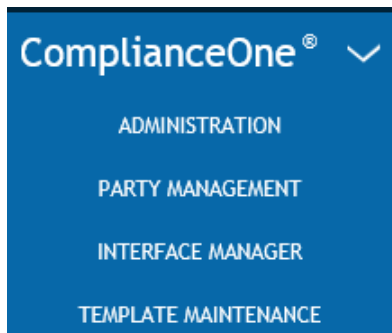 ComplianceOne®
ADMINISTRATION
PARTY MANAGEMENT
INTERFACE MANAGER
TEMPLATE MAINTENANCE